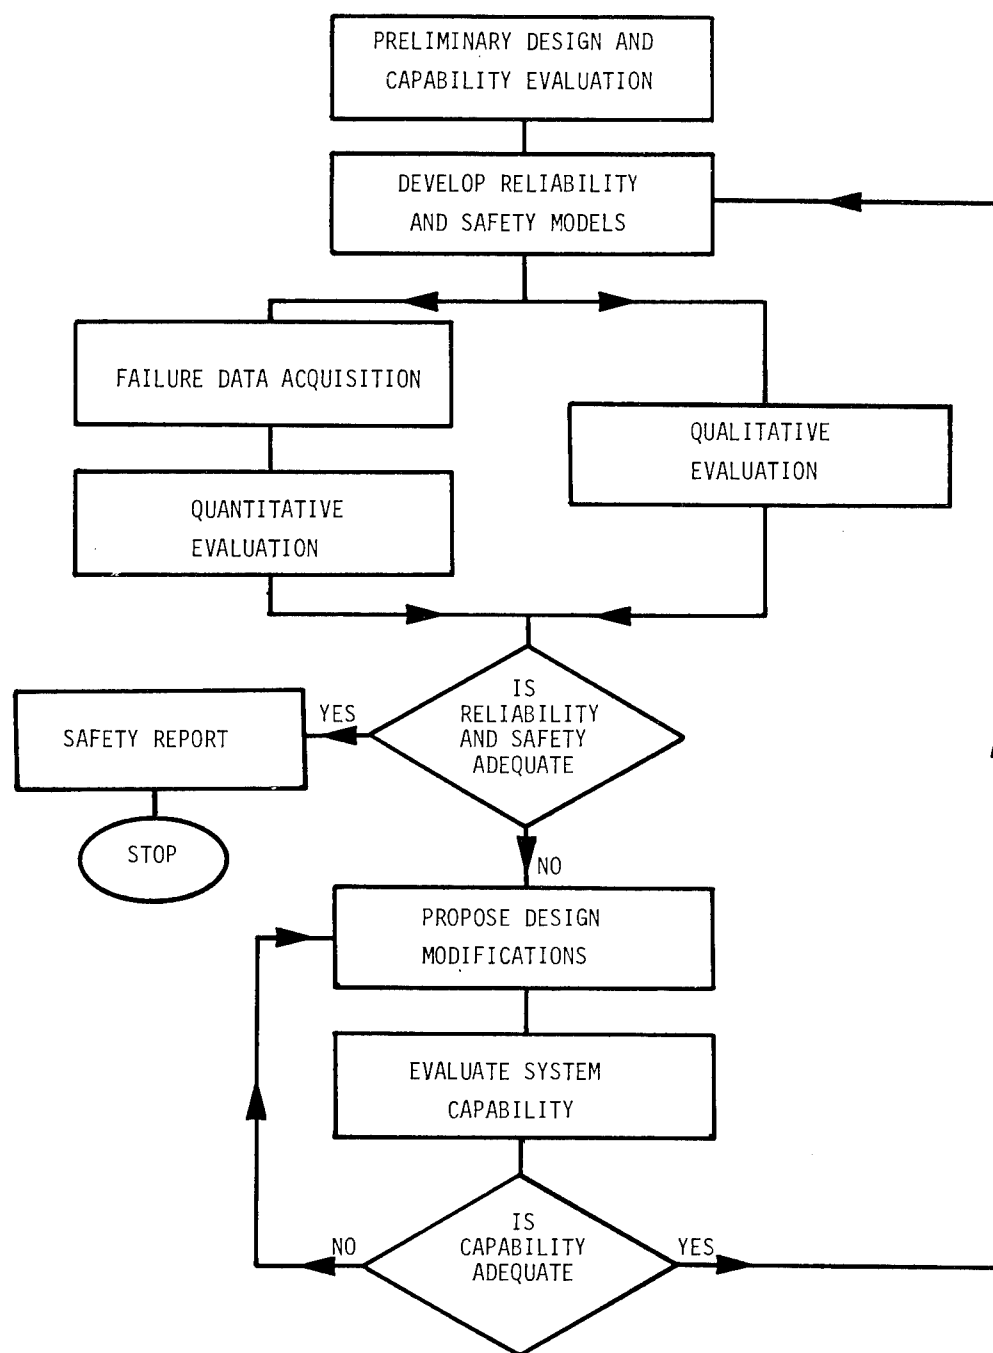 PRELIMINARY DESIGN AND
CAPABILITY EVALUATION
DEVELOP RELIABILITY
AND SAFETY MODELS
FAILURE DATA ACQUISITION
QUANTITATIVE
EVALUATION
QUALITATIVE
EVALUATION
IS
RELIABILITY
AND SAFETY
ADEQUATE
YES
SAFETY REPORT
STOP
NO
PROPOSE DESIGN
MODIFICATIONS
EVALUATE SYSTEM
CAPABILITY
IS
CAPABILITY
ADEQUATE
NO
YES